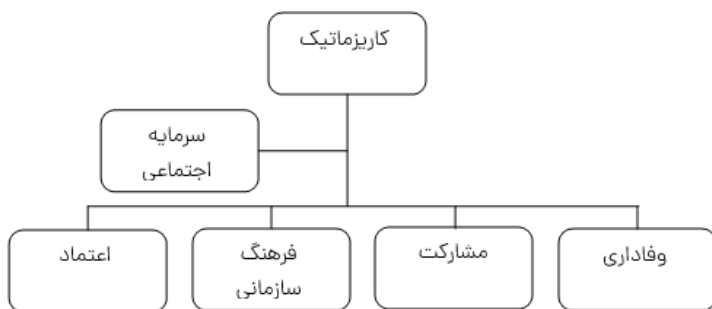 کاریزماتیک
سرمایه
اجتماعی
وفاداری
مشارکت
فرهنگ
سازمانی
اعتماد